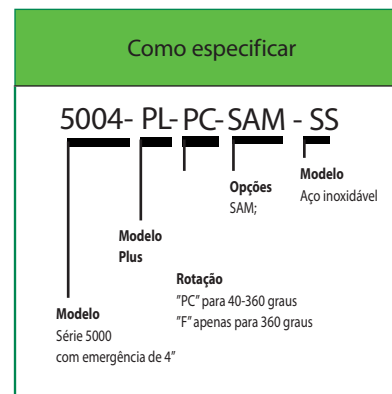 Como especificar
5004- PL- PC- SAM - SS
Modelo
Aço inoxidável
Opções
SAM;
Modelo
Plus
Rotação
"PC" para 40-360 graus
"F" apenas para 360 graus
Modelo
Série 5000
com emergência de 4"